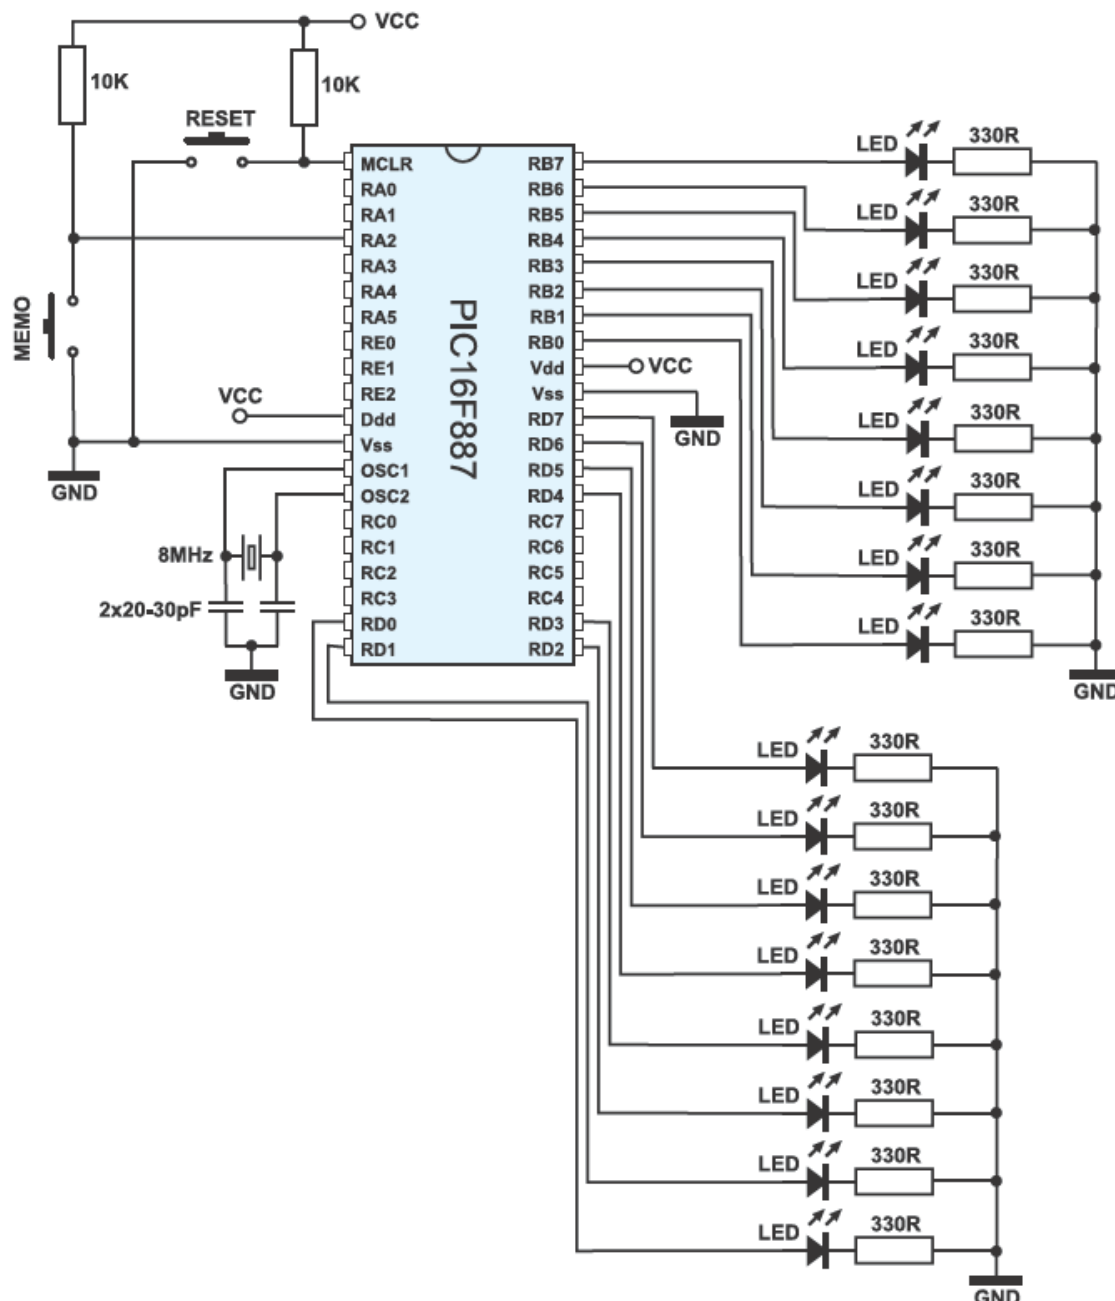 VCC
10K
10K
RESET
MEMO
VCC
GND
8MHz
2x20-30pF
GND
PIC16F887
MCLR
RA0
RA1
RA2
RA3
RA4
RA5
RE0
RE1
RE2
Ddd
Vss
OSC1
OSC2
RC0
RC1
RC2
RC3
RD0
RD1
RB7
RB6
RB5
RB4
RB3
RB2
RB1
RB0
Vdd
Vss
RD7
RD6
RD5
RD4
RC7
RC6
RC5
RC4
RD3
RD2
VCC
GND
LED 330R
LED 330R
LED 330R
LED 330R
LED 330R
LED 330R
LED 330R
LED 330R
GND
LED 330R
LED 330R
LED 330R
LED 330R
LED 330R
LED 330R
LED 330R
LED 330R
GND